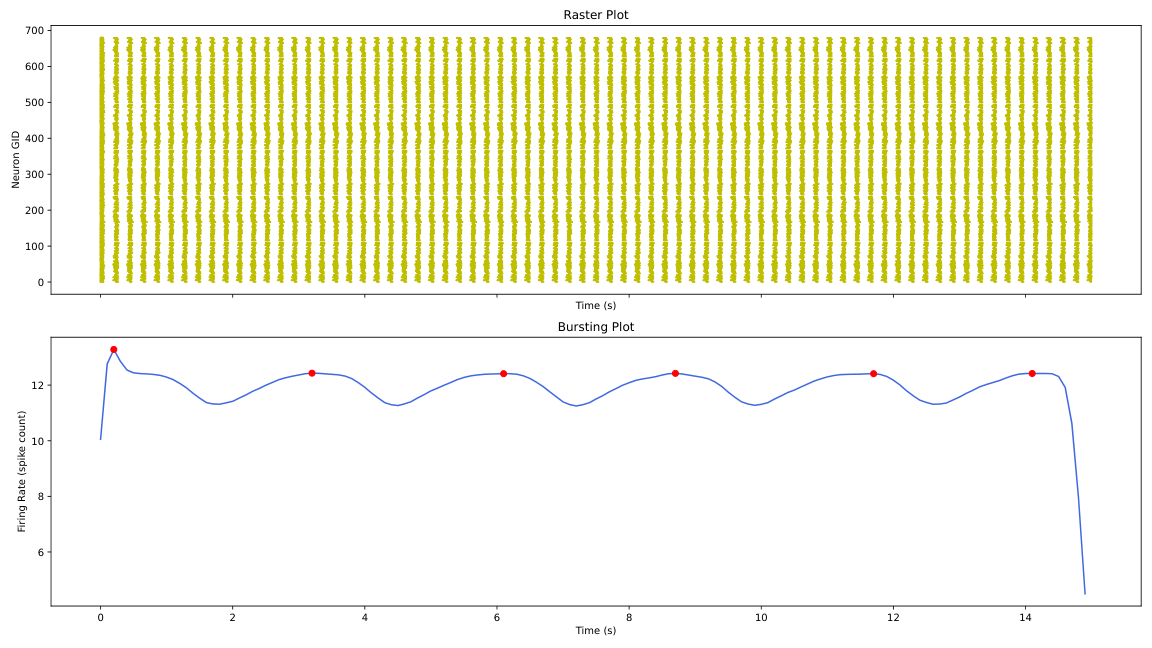 Raster Plot
700
600
500
400
300
200
100
0
Neuron GID
Time (s)
Bursting Plot
12
10
8
6
Firing Rate (spike count)
0 2 4 6 8 10 12 14
Time (s)